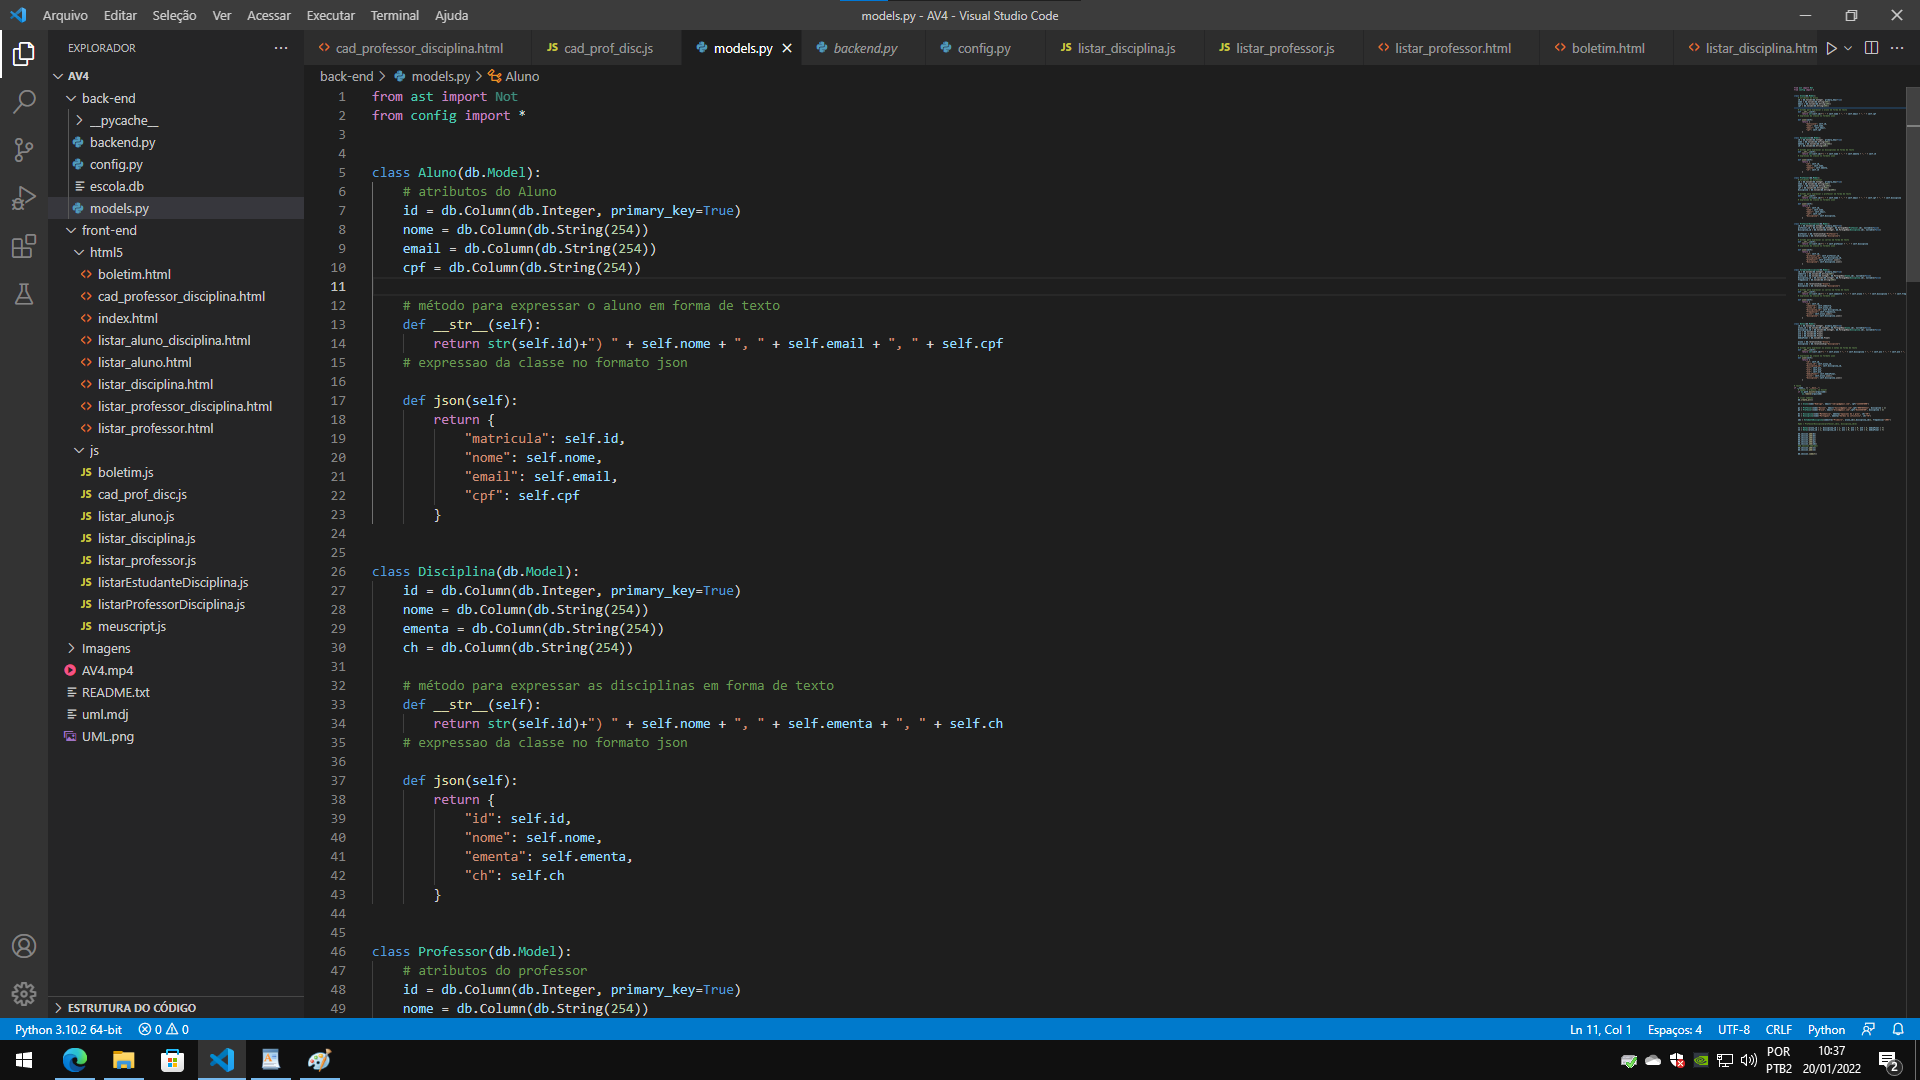 Arquivo Editar Seleção Ver Acessar Executar Terminal Ajuda
models.py - AV4 - Visual Studio Code
EXPLORADOR
cad_professor_disciplina.html
cad_prof_disc.js
models.py
backend.py
config.py
listar_disciplina.js
listar_professor.js
listar_professor.html
boletim.html
listar_disciplina.htm
AV4
back-end
__pycache__
backend.py
config.py
escola.db
models.py
front-end
html5
boletim.html
cad_professor_disciplina.html
index.html
listar_aluno_disciplina.html
listar_aluno.html
listar_disciplina.html
listar_professor_disciplina.html
listar_professor.html
js
boletim.js
cad_prof_disc.js
listar_aluno.js
listar_disciplina.js
listar_professor.js
listarEstudanteDisciplina.js
listarProfessorDisciplina.js
meuscript.js
Imagens
AV4.mp4
README.txt
uml.mdj
UML.png
ESTRUTURA DO CÓDIGO
back-end > models.py > Aluno
1 from ast import Not
2 from config import *
3
4
5 class Aluno(db.Model):
6 # atributos do Aluno
7 id = db.Column(db.Integer, primary_key=True)
8 nome = db.Column(db.String(254))
9 email = db.Column(db.String(254))
10 cpf = db.Column(db.String(254))
11
12 # método para expressar o aluno em forma de texto
13 def __str__(self):
14 return str(self.id)+") " + self.nome + ", " + self.email + ", " + self.cpf
15 # expressao da classe no formato json
16
17 def json(self):
18 return {
19 "matricula": self.id,
20 "nome": self.nome,
21 "email": self.email,
22 "cpf": self.cpf
23 }
24
25
26 class Disciplina(db.Model):
27 id = db.Column(db.Integer, primary_key=True)
28 nome = db.Column(db.String(254))
29 ementa = db.Column(db.String(254))
30 ch = db.Column(db.String(254))
31
32 # método para expressar as disciplinas em forma de texto
33 def __str__(self):
34 return str(self.id)+") " + self.nome + ", " + self.ementa + ", " + self.ch
35 # expressao da classe no formato json
36
37 def json(self):
38 return {
39 "id": self.id,
40 "nome": self.nome,
41 "ementa": self.ementa,
42 "ch": self.ch
43 }
44
45
46 class Professor(db.Model):
47 # atributos do professor
48 id = db.Column(db.Integer, primary_key=True)
49 nome = db.Column(db.String(254))
Python 3.10.2 64-bit 0 0
Ln 11, Col 1 Espaços: 4 UTF-8 CRLF Python
POR
PTB2
10:37
20/01/2022
2